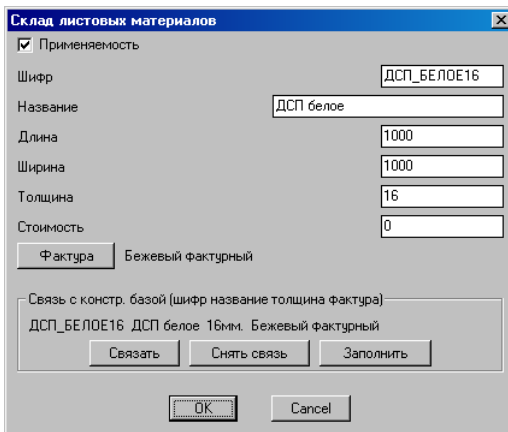 Склад листовых материалов
Применяемость
Шифр ДСП_БЕЛОЕ16
Название ДСП белое
Длина 1000
Ширина 1000
Толщина 16
Стоимость 0
Фактура Бежевый фактурный
Связь с констр. базой (шифр название толщина фактура)
ДСП_БЕЛОЕ16 ДСП белое 16мм. Бежевый фактурный
Связать Снять связь Заполнить
OK Cancel